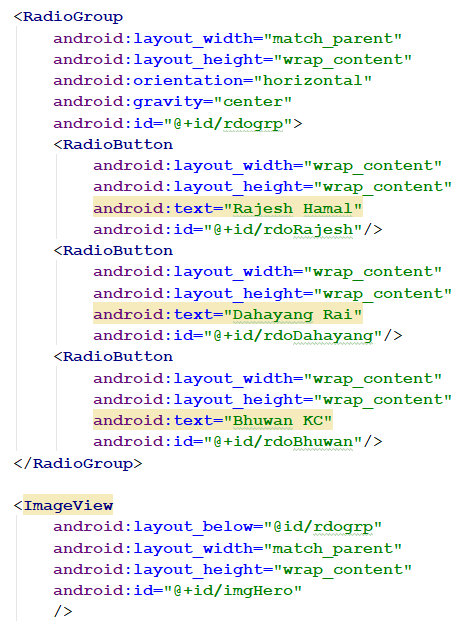 <RadioGroup
    android:layout_width="match_parent"
    android:layout_height="wrap_content"
    android:orientation="horizontal"
    android:gravity="center"
    android:id="@+id/rdogrp">
    <RadioButton
        android:layout_width="wrap_content"
        android:layout_height="wrap_content"
        android:text="Rajesh Hamal"
        android:id="@+id/rdoRajesh"/>
    <RadioButton
        android:layout_width="wrap_content"
        android:layout_height="wrap_content"
        android:text="Dahayang Rai"
        android:id="@+id/rdoDahayang"/>
    <RadioButton
        android:layout_width="wrap_content"
        android:layout_height="wrap_content"
        android:text="Bhuwan KC"
        android:id="@+id/rdoBhuwan"/>
</RadioGroup>
<ImageView
    android:layout_below="@id/rdogrp"
    android:layout_width="match_parent"
    android:layout_height="wrap_content"
    android:id="@+id/imgHero"
    />